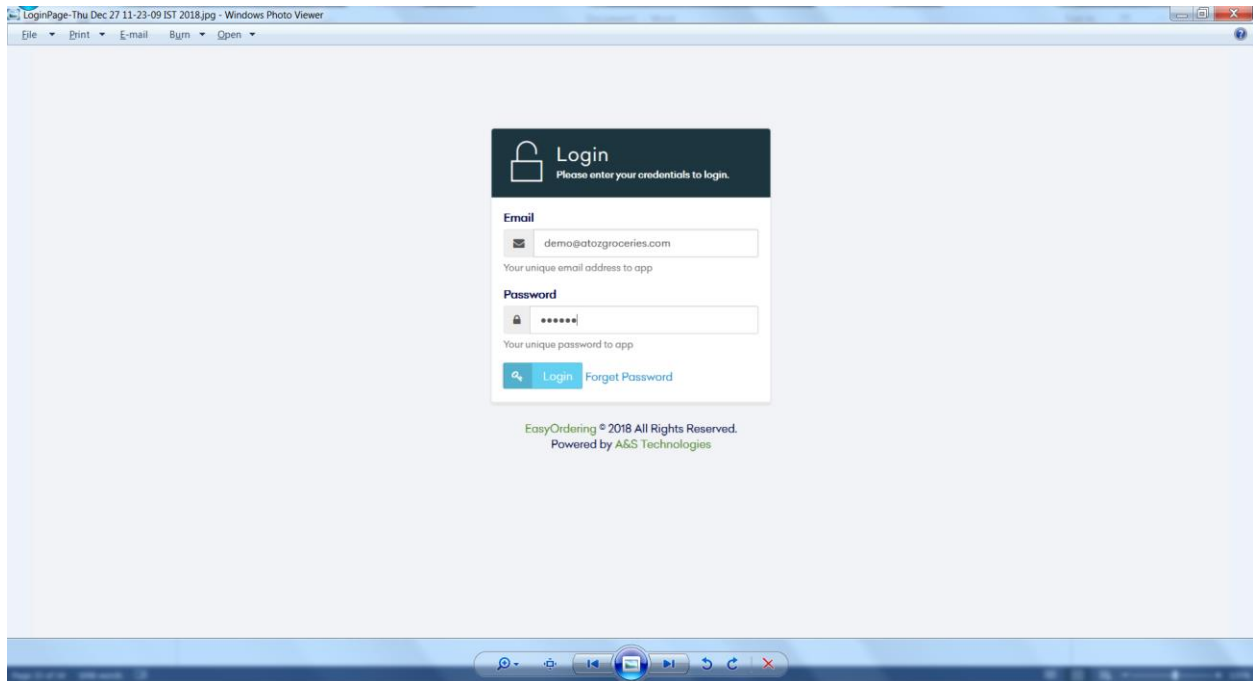 LoginPage-Thu Dec 27 11-23-09 IST 2018.jpg - Windows Photo Viewer
File Print E-mail Burn Open
Login
Please enter your credentials to login.
Email
demo@atozgroceries.com
Your unique email address to app
Password
Your unique password to app
Login Forget Password
EasyOrdering © 2018 All Rights Reserved.
Powered by A&S Technologies